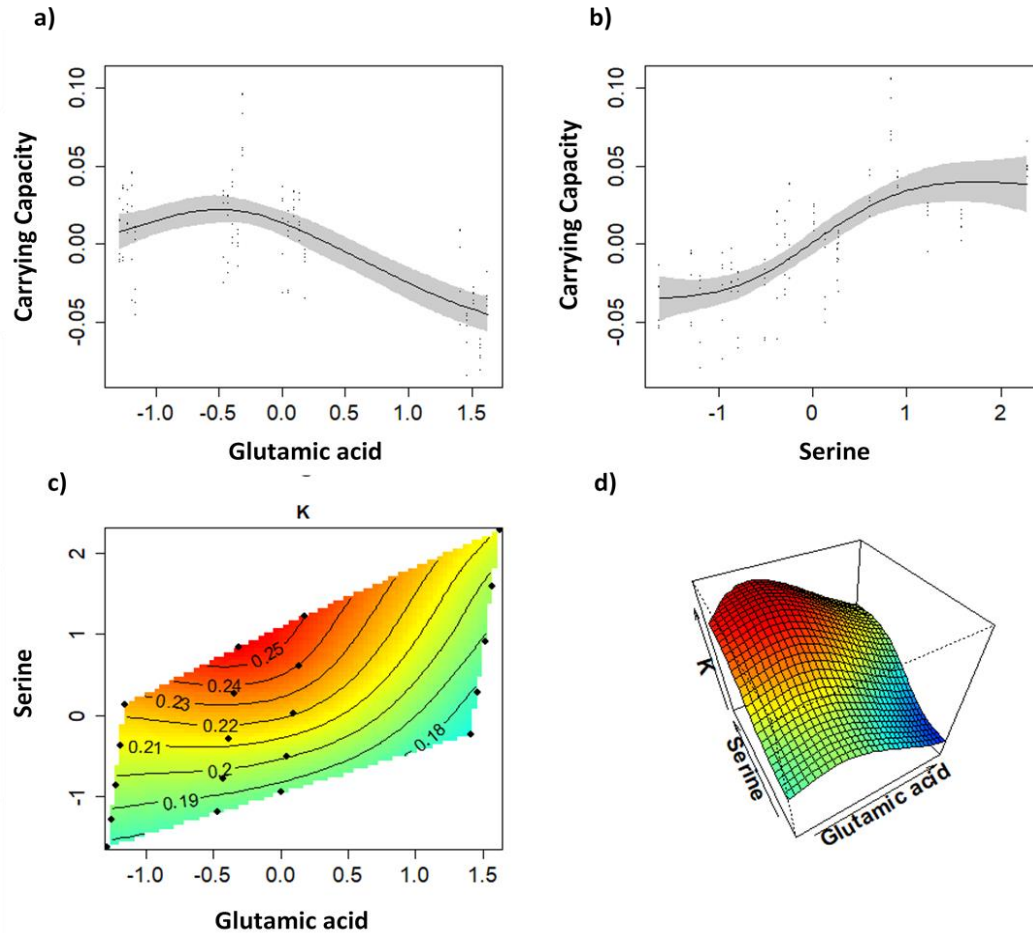 a)
Carrying Capacity
0.10
0.05
0.00
-0.05
-1.0 -0.5 0.0 0.5 1.0 1.5
Glutamic acid
b)
Carrying Capacity
0.10
0.05
0.00
-0.05
-1 0 1 2
Serine
c)
K
Serine
2
1
0
-1
0.25
0.24
0.23
0.22
0.21
0.2
0.19
0.18
-1.0 -0.5 0.0 0.5 1.0 1.5
Glutamic acid
d)
K
Serine
Glutamic acid